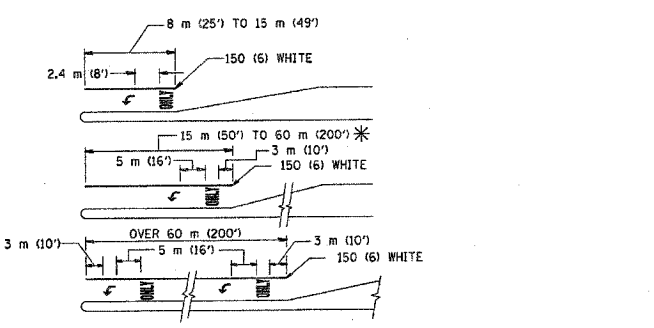 8 m (25') TO 15 m (49')
150 (6) WHITE
2.4 m (8')
ONLY
15 m (50') TO 60 m (200') *
5 m (16')
3 m (10')
150 (6) WHITE
ONLY
OVER 60 m (200')
3 m (10')
5 m (16')
3 m (10')
150 (6) WHITE
ONLY
ONLY